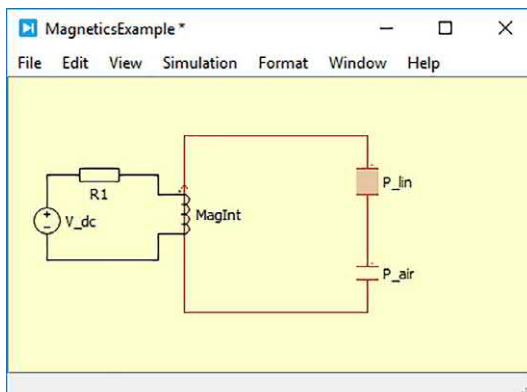 MagneticsExample *
File Edit View Simulation Format Window Help
R1
V_dc
MagInt
P_lin
P_air